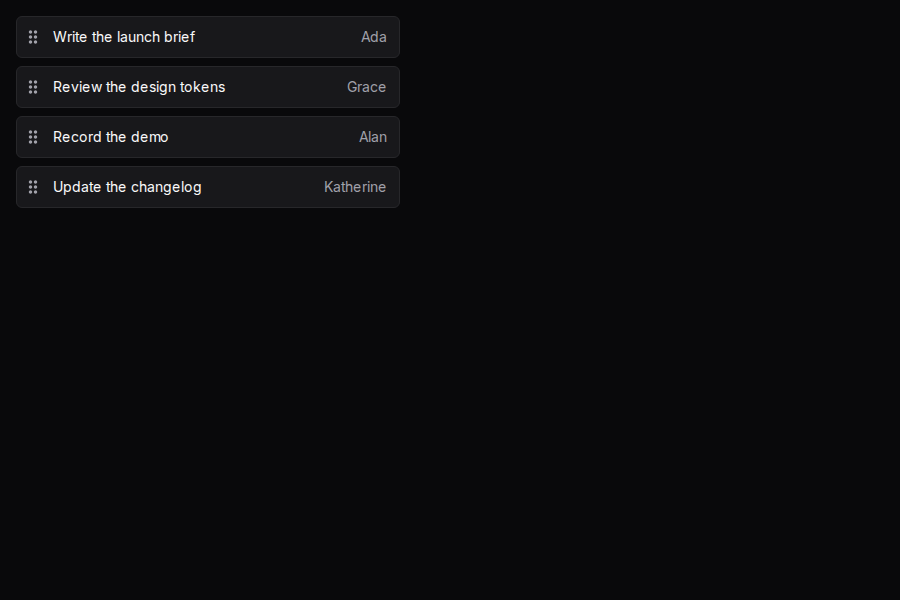 Write the launch brief Ada
Review the design tokens Grace
Record the demo Alan
Update the changelog Katherine